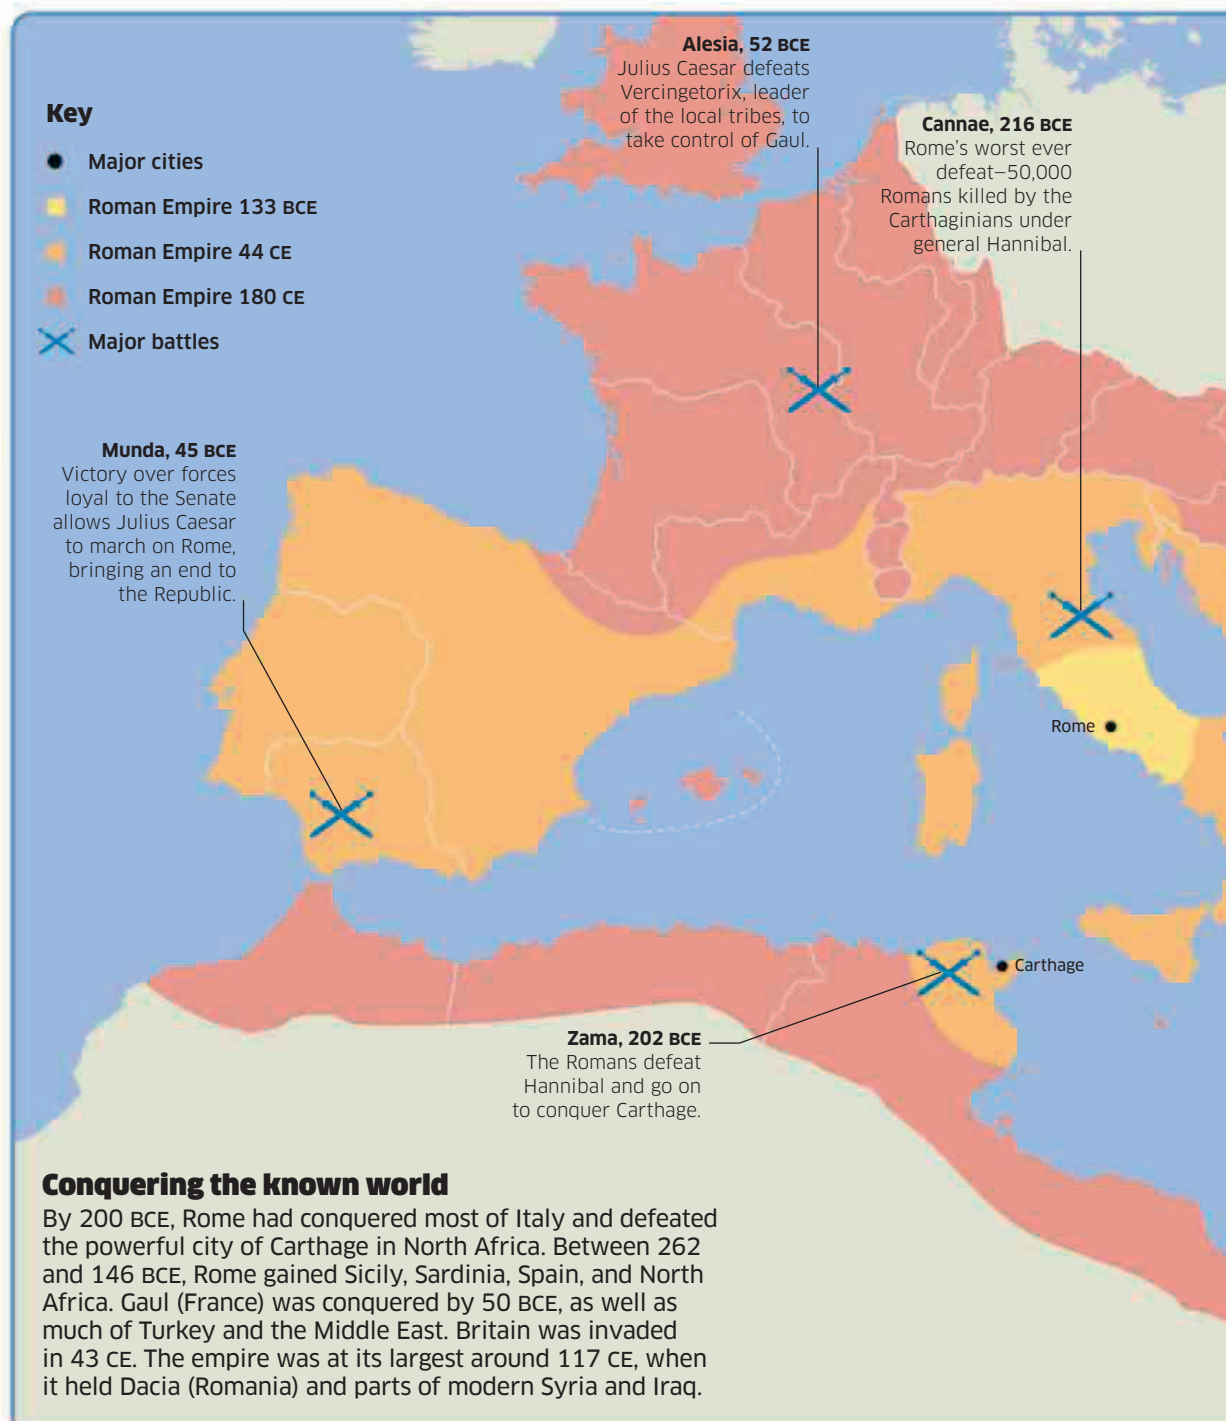 Key
Major cities
Roman Empire 133 BCE
Roman Empire 44 CE
Roman Empire 180 CE
Major battles
Alesia, 52 BCE
Julius Caesar defeats
Vercingetorix, leader
of the local tribes, to
take control of Gaul.
Cannae, 216 BCE
Rome's worst ever
defeat—50,000
Romans killed by the
Carthaginians under
general Hannibal.
Munda, 45 BCE
Victory over forces
loyal to the Senate
allows Julius Caesar
to march on Rome,
bringing an end to
the Republic.
Rome
Carthage
Zama, 202 BCE
The Romans defeat
Hannibal and go on
to conquer Carthage.
Conquering the known world
By 200 BCE, Rome had conquered most of Italy and defeated
the powerful city of Carthage in North Africa. Between 262
and 146 BCE, Rome gained Sicily, Sardinia, Spain, and North
Africa. Gaul (France) was conquered by 50 BCE, as well as
much of Turkey and the Middle East. Britain was invaded
in 43 CE. The empire was at its largest around 117 CE, when
it held Dacia (Romania) and parts of modern Syria and Iraq.